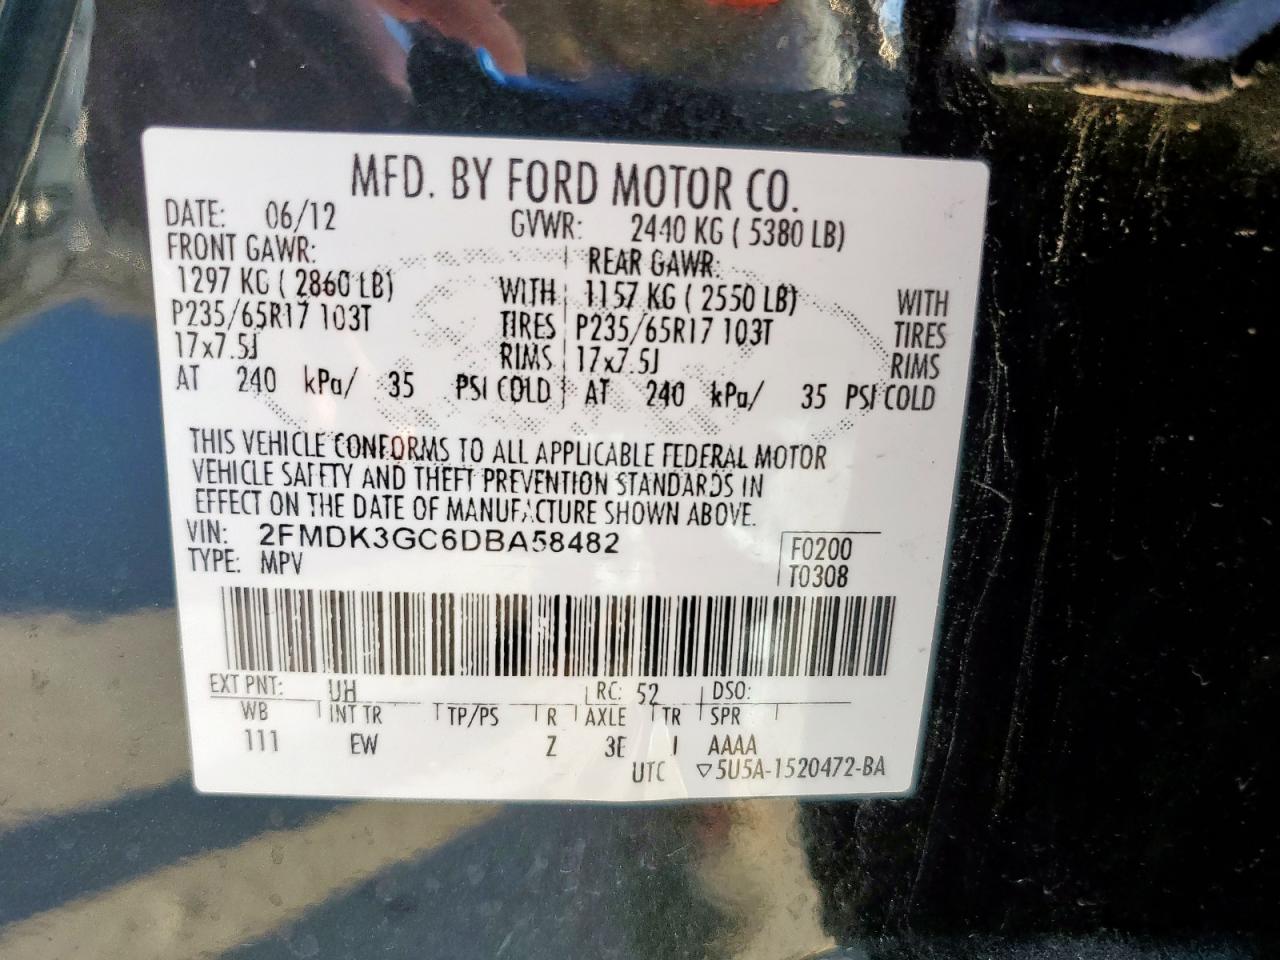 MFD. BY FORD MOTOR CO.
DATE: 06/12 GVWR: 2440 KG ( 5380 LB)
FRONT GAWR: REAR GAWR:
1297 KG ( 2860 LB) WITH 1157 KG ( 2550 LB) WITH
P235/65R17 103T TIRES P235/65R17 103T TIRES
17x7.5J RIMS 17x7.5J RIMS
AT 240 kPa/ 35 PSI COLD AT 240 kPa/ 35 PSI COLD
THIS VEHICLE CONFORMS TO ALL APPLICABLE FEDERAL MOTOR
VEHICLE SAFETY AND THEFT PREVENTION STANDARDS IN
EFFECT ON THE DATE OF MANUFACTURE SHOWN ABOVE.
VIN: 2FMDK3GC6DBA58482 F0200
TYPE: MPV T0308
EXT PNT: UH RC: 52 DSO:
WB INT TR TP/PS R AXLE TR SPR
111 EW Z 3E I AAAA
UTC ▽5U5A-1520472-BA